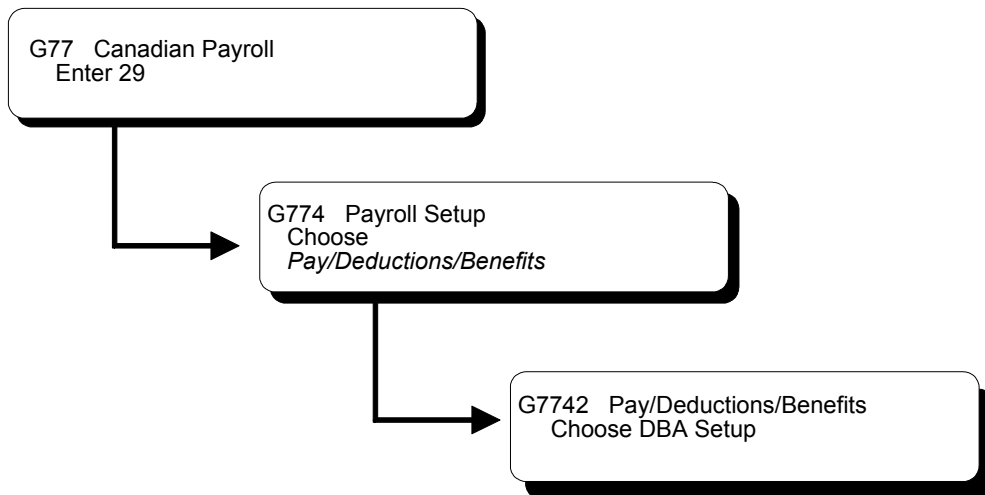 G77 Canadian Payroll
Enter 29
G774 Payroll Setup
Choose
Pay/Deductions/Benefits
G7742 Pay/Deductions/Benefits
Choose DBA Setup